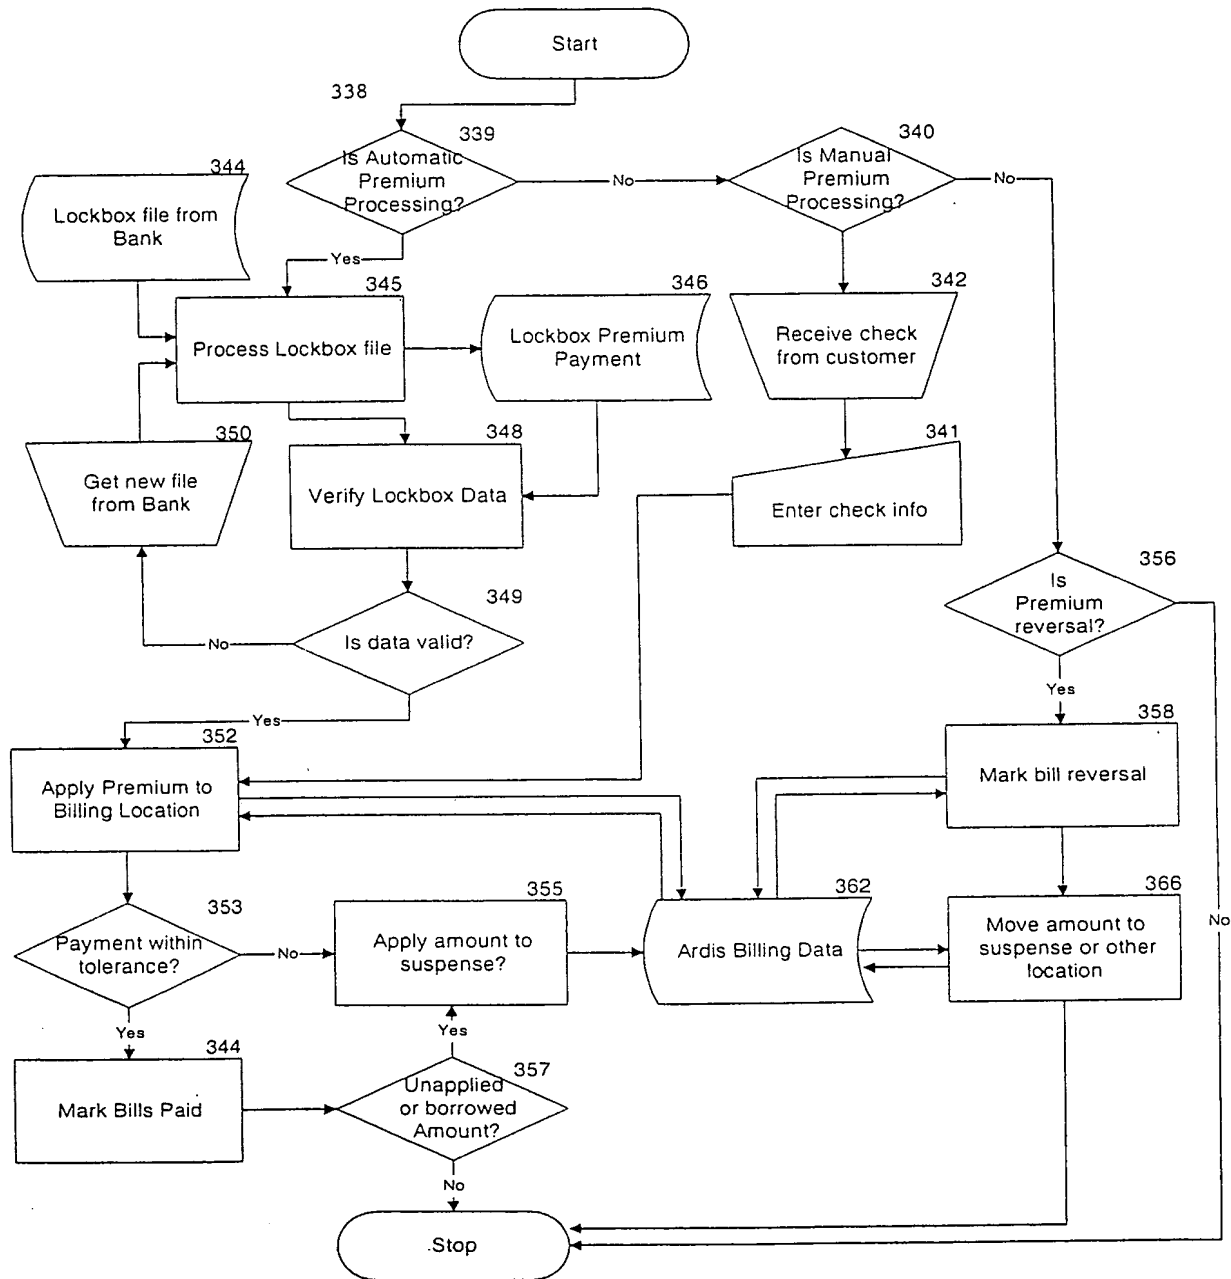 Start
338
339
Is Automatic
Premium
Processing?
No
340
Is Manual
Premium
Processing?
No
344
Lockbox file from
Bank
Yes
345
Process Lockbox file
346
Lockbox Premium
Payment
342
Receive check
from customer
350
Get new file
from Bank
348
Verify Lockbox Data
341
Enter check info
349
Is data valid?
No
Yes
356
Is
Premium
reversal?
Yes
No
352
Apply Premium to
Billing Location
358
Mark bill reversal
353
Payment within
tolerance?
No
Yes
355
Apply amount to
suspense?
362
Ardis Billing Data
366
Move amount to
suspense or other
location
344
Mark Bills Paid
Yes
357
Unapplied
or borrowed
Amount?
No
Stop